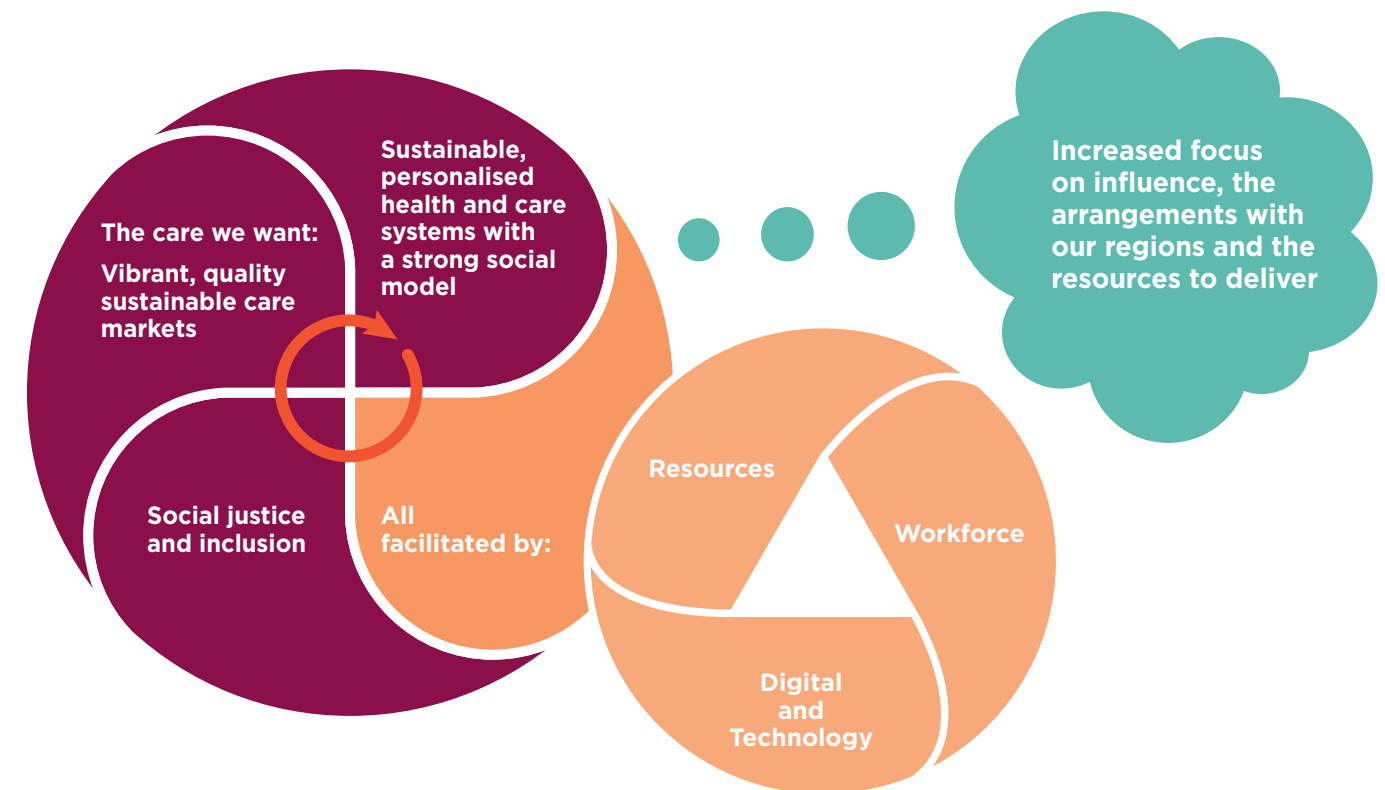 The care we want:
Vibrant, quality
sustainable care
markets
Sustainable,
personalised
health and care
systems with
a strong social
model
Social justice
and inclusion
All
facilitated by:
Resources
Workforce
Digital
and
Technology
Increased focus
on influence, the
arrangements with
our regions and the
resources to deliver